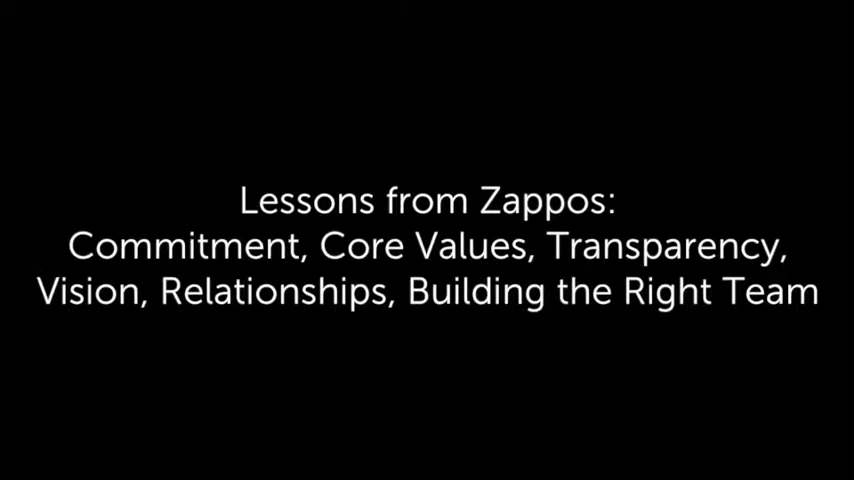 Lessons from Zappos:
Commitment, Core Values, Transparency,
Vision, Relationships, Building the Right Team